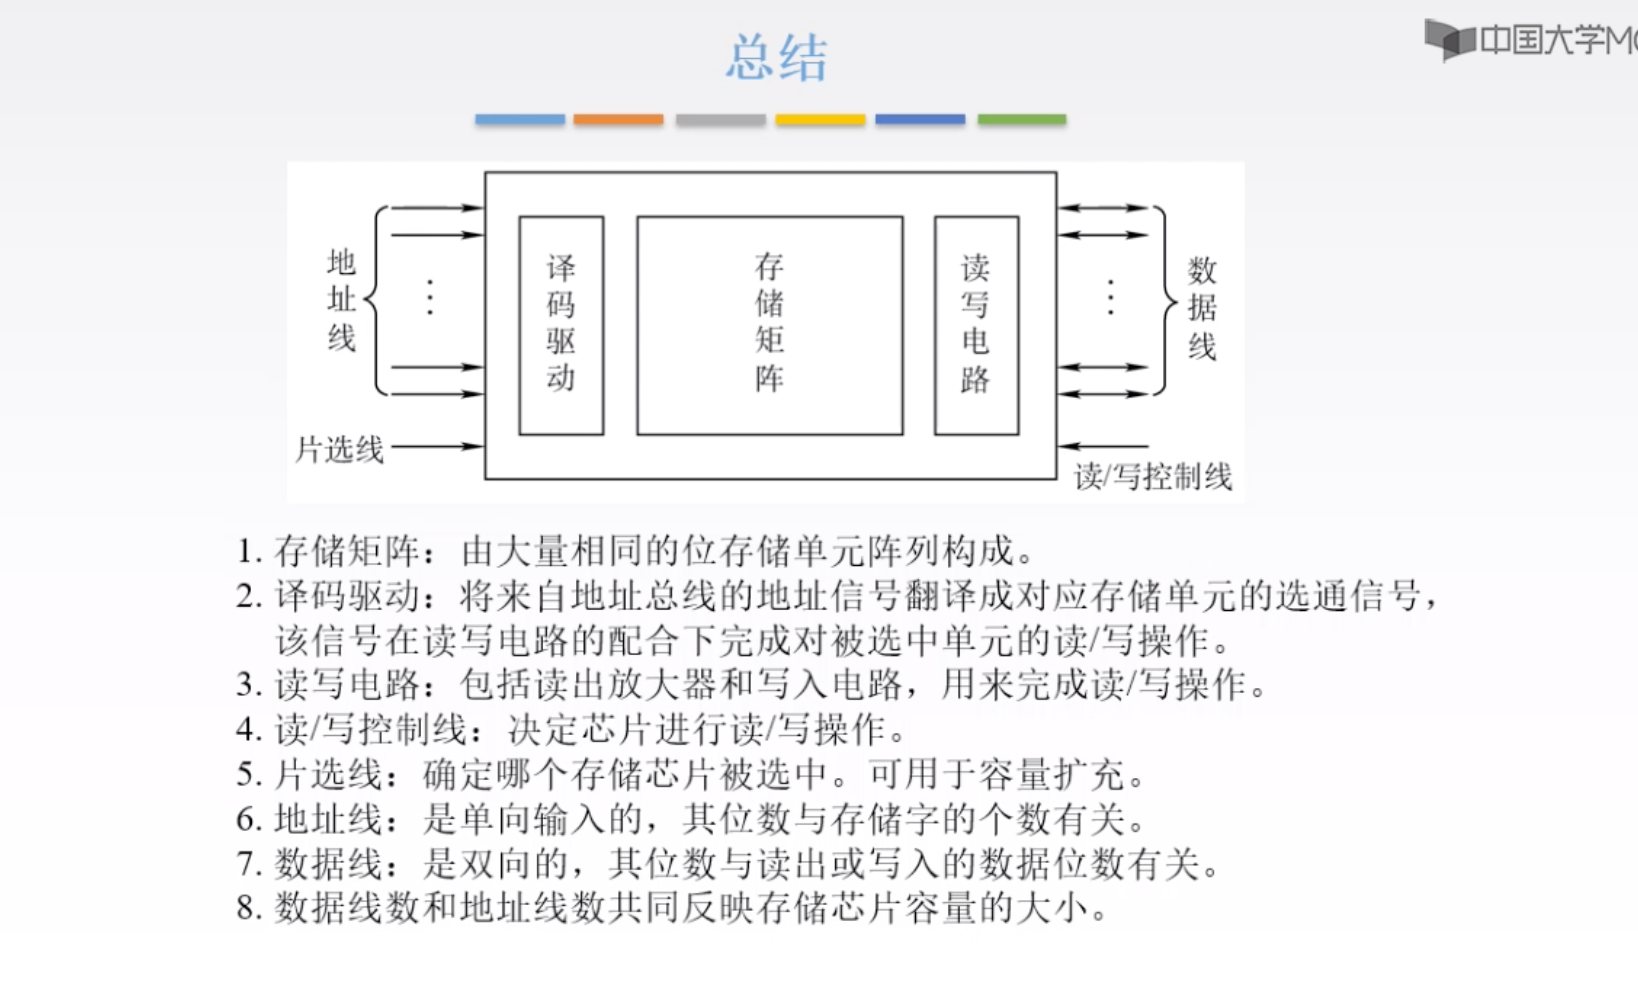 总结
中国大学M
地址线
译码驱动
存储矩阵
读写电路
数据线
片选线
读/写控制线
1. 存储矩阵：由大量相同的位存储单元阵列构成。
2. 译码驱动：将来自地址总线的地址信号翻译成对应存储单元的选通信号，
该信号在读写电路的配合下完成对被选中单元的读/写操作。
3. 读写电路：包括读出放大器和写入电路，用来完成读/写操作。
4. 读/写控制线：决定芯片进行读/写操作。
5. 片选线：确定哪个存储芯片被选中。可用于容量扩充。
6. 地址线：是单向输入的，其位数与存储字的个数有关。
7. 数据线：是双向的，其位数与读出或写入的数据位数有关。
8. 数据线数和地址线数共同反映存储芯片容量的大小。